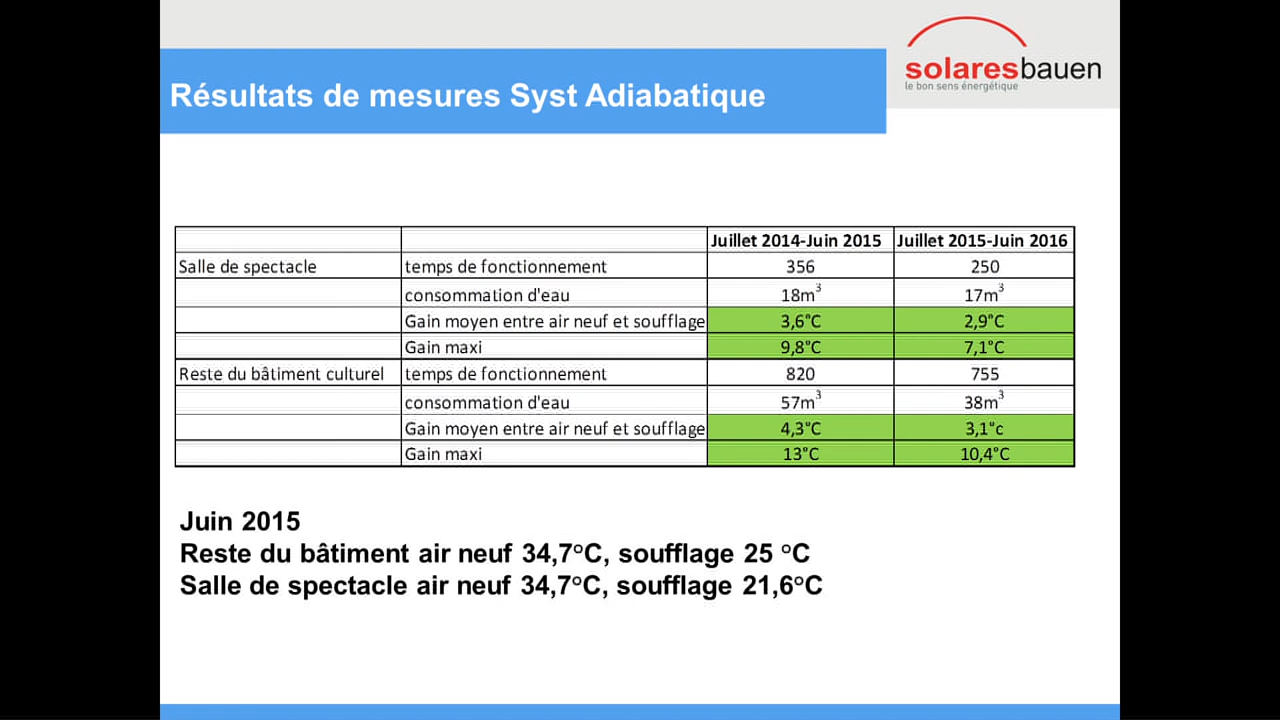 solaresbauen
le bon sens énergétique
Résultats de mesures Syst Adiabatique
Juillet 2014-Juin 2015 Juillet 2015-Juin 2016
Salle de spectacle temps de fonctionnement 356 250
consommation d'eau 18m³ 17m³
Gain moyen entre air neuf et soufflage 3,6°C 2,9°C
Gain maxi 9,8°C 7,1°C
Reste du bâtiment culturel temps de fonctionnement 820 755
consommation d'eau 57m³ 38m³
Gain moyen entre air neuf et soufflage 4,3°C 3,1°c
Gain maxi 13°C 10,4°C
Juin 2015
Reste du bâtiment air neuf 34,7°C, soufflage 25 °C
Salle de spectacle air neuf 34,7°C, soufflage 21,6°C